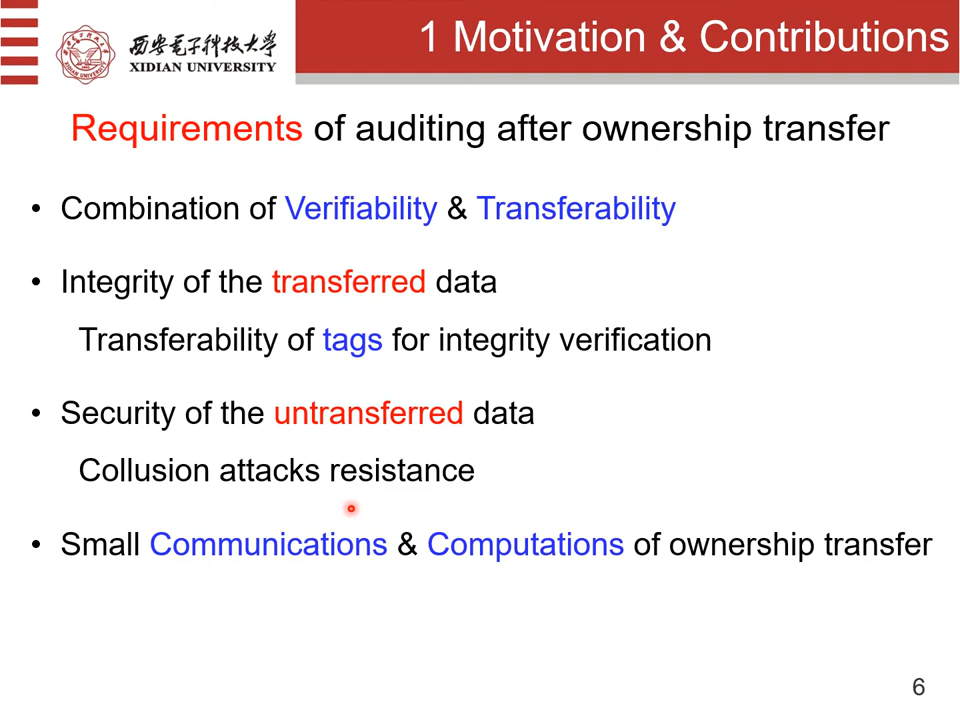 西安电子科技大学
XIDIAN UNIVERSITY
1 Motivation & Contributions
Requirements of auditing after ownership transfer
• Combination of Verifiability & Transferability
• Integrity of the transferred data
Transferability of tags for integrity verification
• Security of the untransferred data
Collusion attacks resistance
• Small Communications & Computations of ownership transfer
6